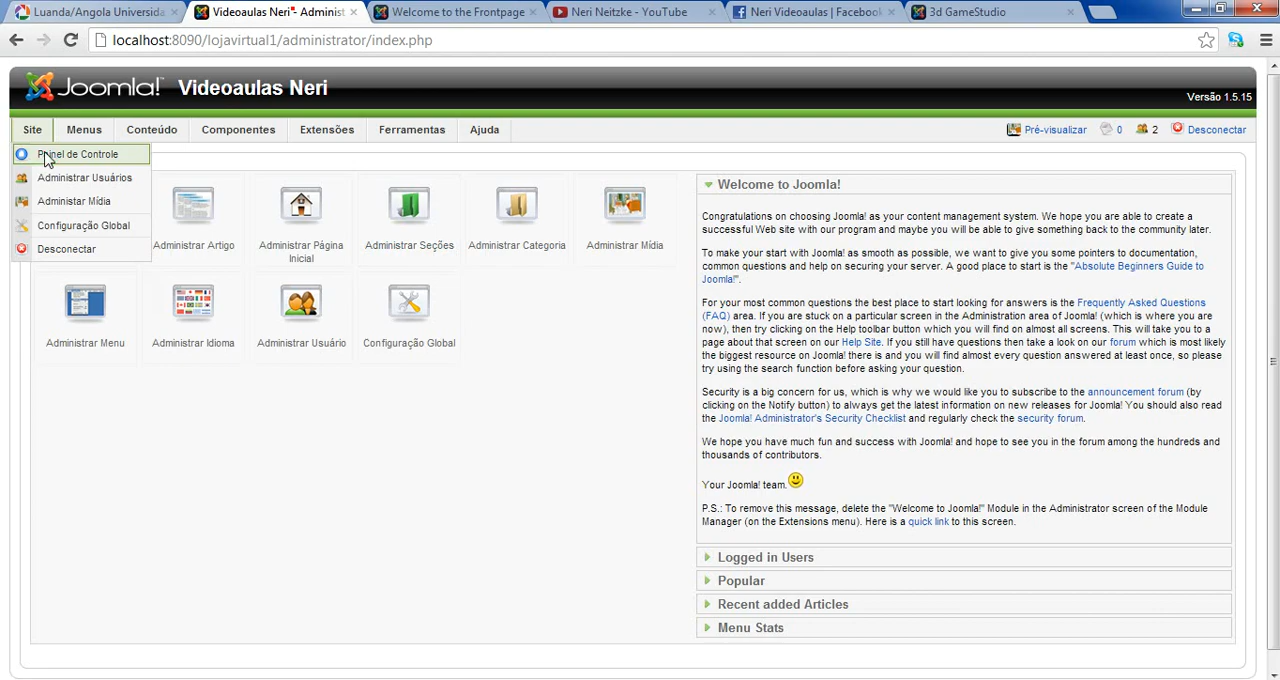 Luanda/Angola Universida
Videoaulas Neri - Administ
Welcome to the Frontpage
Neri Neitzke - YouTube
Neri Videoaulas | Facebook
3d GameStudio
localhost:8090/lojavirtual1/administrator/index.php
Joomla! Videoaulas Neri
Versão 1.5.15
Site Menus Conteúdo Componentes Extensões Ferramentas Ajuda
Pré-visualizar 0 2 Desconectar
Painel de Controle
Administrar Usuários
Administar Mídia
Configuração Global
Desconectar
Administrar Artigo
Administrar Página
Inicial
Administrar Seções
Administrar Categoria
Administrar Mídia
Administrar Menu
Administrar Idioma
Administrar Usuário
Configuração Global
Welcome to Joomla!
Congratulations on choosing Joomla! as your content management system. We hope you are able to create a
successful Web site with our program and maybe you will be able to give something back to the community later.
To make your start with Joomla! as smooth as possible, we want to give you some pointers to documentation,
common questions and help on securing your server. A good place to start is the "Absolute Beginners Guide to
Joomla!".
For your most common questions the best place to start looking for answers is the Frequently Asked Questions
(FAQ) area. If you are stuck on a particular screen in the Administration area of Joomla! (which is where you are
now), then try clicking on the Help toolbar button which you will find on almost all screens. This will take you to a
page about that screen on our Help Site. If you still have questions then take a look on our forum which is most likely
the biggest resource on Joomla! there is and you will find almost every question answered at least once, so please
try using the search function before asking your question.
Security is a big concern for us, which is why we would like you to subscribe to the announcement forum (by
clicking on the Notify button) to always get the latest information on new releases for Joomla! You should also read
the Joomla! Administrator's Security Checklist and regularly check the security forum.
We hope you have much fun and success with Joomla! and hope to see you in the forum among the hundreds and
thousands of contributors.
Your Joomla! team.
P.S.: To remove this message, delete the "Welcome to Joomla!" Module in the Administrator screen of the Module
Manager (on the Extensions menu). Here is a quick link to this screen.
Logged in Users
Popular
Recent added Articles
Menu Stats